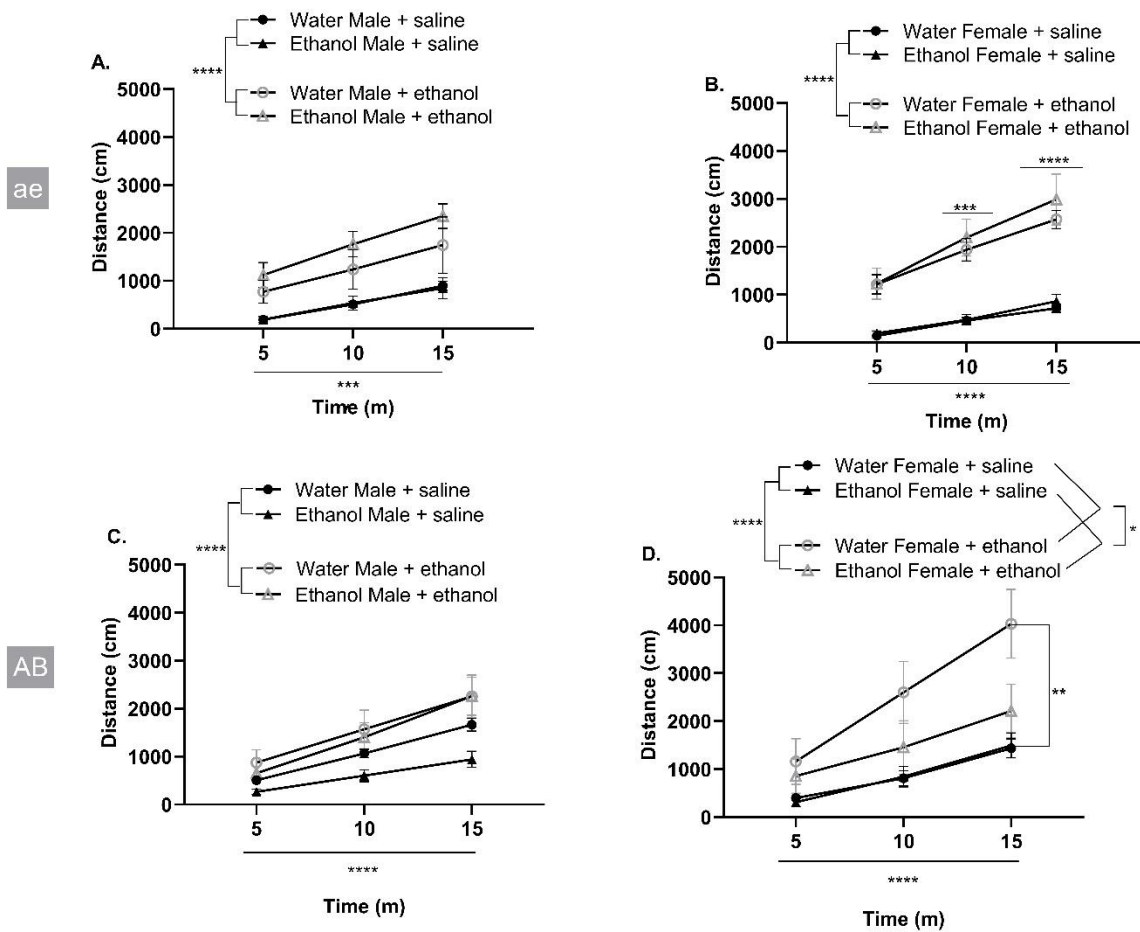 ae
A.
Water Male + saline
Ethanol Male + saline
****
Water Male + ethanol
Ethanol Male + ethanol
Distance (cm)
5000
4000
3000
2000
1000
0
5 10 15
***
Time (m)
B.
Water Female + saline
Ethanol Female + saline
****
Water Female + ethanol
Ethanol Female + ethanol
Distance (cm)
5000
4000
3000
2000
1000
0
***
****
5 10 15
****
Time (m)
AB
C.
Water Male + saline
Ethanol Male + saline
****
Water Male + ethanol
Ethanol Male + ethanol
Distance (cm)
5000
4000
3000
2000
1000
0
5 10 15
****
Time (m)
D.
Water Female + saline
Ethanol Female + saline
****
*
Water Female + ethanol
Ethanol Female + ethanol
Distance (cm)
5000
4000
3000
2000
1000
0
**
5 10 15
****
Time (m)